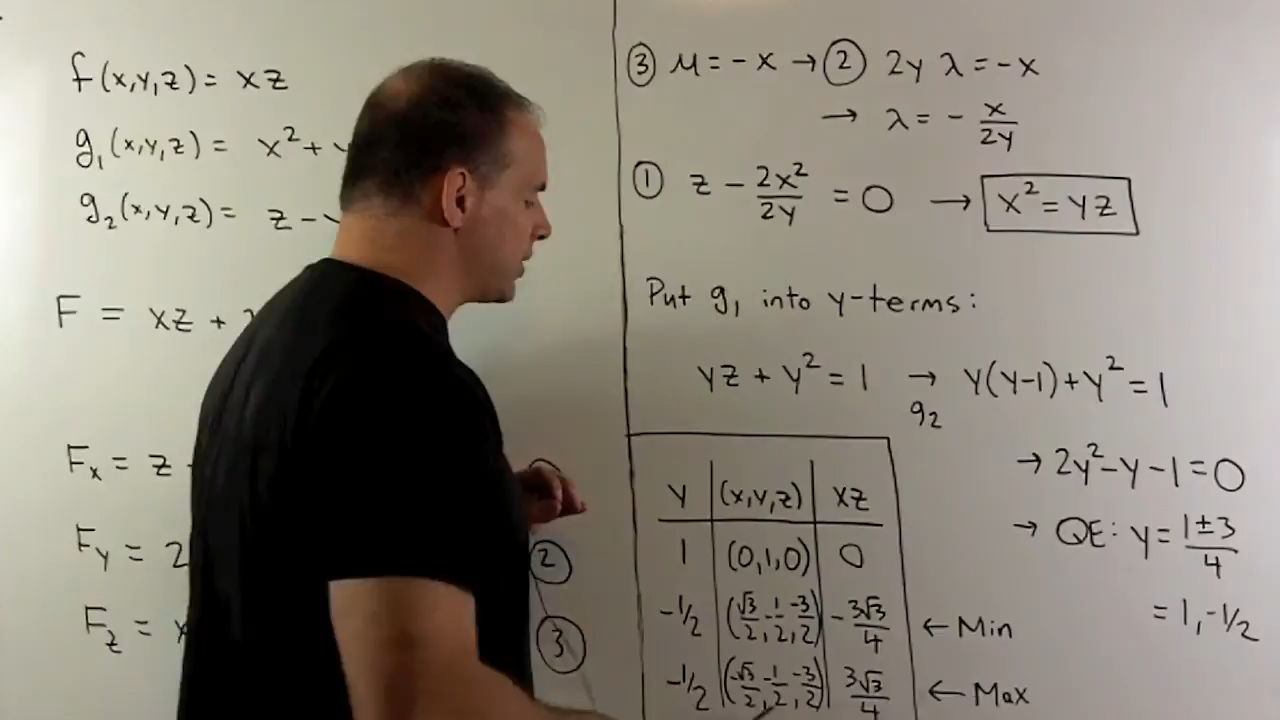 f(x,y,z) = xz
g₁(x,y,z) = x² +
g₂(x,y,z) = z -
F = xz +
Fx = z
Fy = 2
Fz = x
②
③
③ μ = -x → ② 2y λ = -x
→ λ = - x/2y
① z - 2x²/2y = 0 → x² = yz
Put g₁ into y-terms:
yz + y² = 1 → g₂ y(y-1) + y² = 1
→ 2y² - y - 1 = 0
→ QE: y = 1±3/4
= 1, -1/2
y | (x,y,z) | xz
1 | (0,1,0) | 0
-1/2 | (√3/2, -1/2, -3/2) | -3√3/4 ← Min
-1/2 | (-√3/2, -1/2, -3/2) | 3√3/4 ← Max